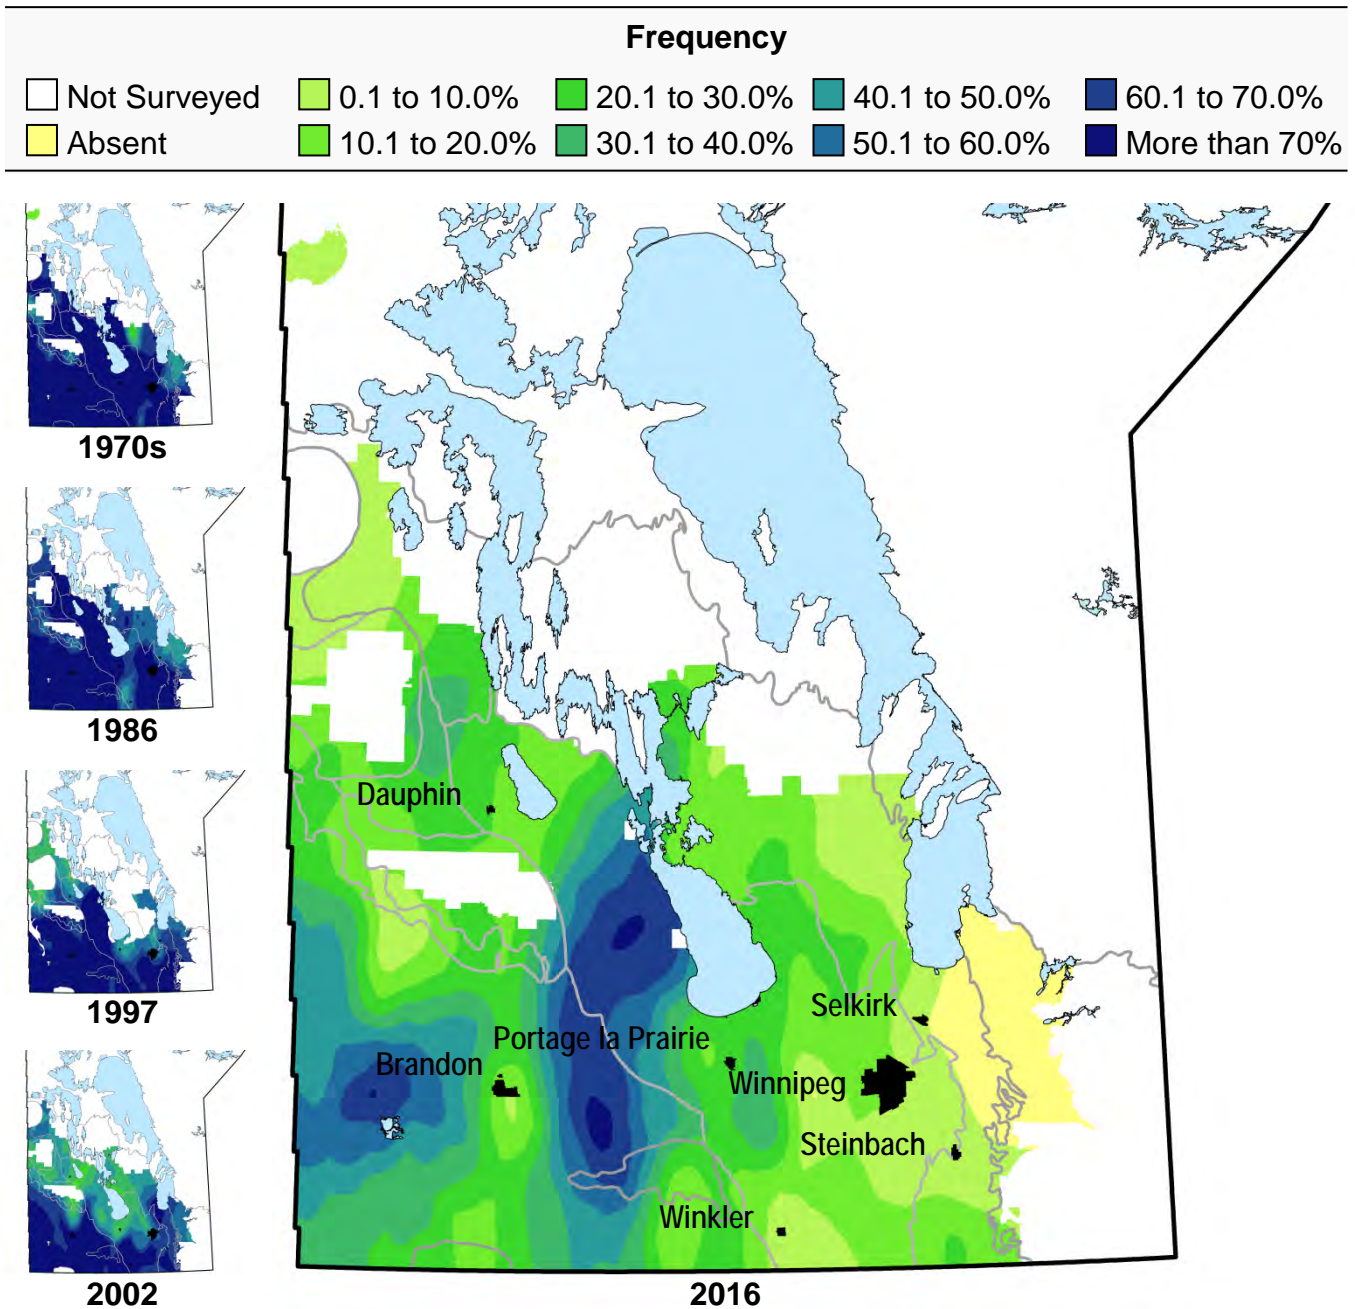 Frequency
Not Surveyed 0.1 to 10.0% 20.1 to 30.0% 40.1 to 50.0% 60.1 to 70.0%
Absent 10.1 to 20.0% 30.1 to 40.0% 50.1 to 60.0% More than 70%
1970s
1986
Dauphin
1997
Selkirk
Portage la Prairie
Brandon
Winnipeg
Steinbach
Winkler
2002
2016